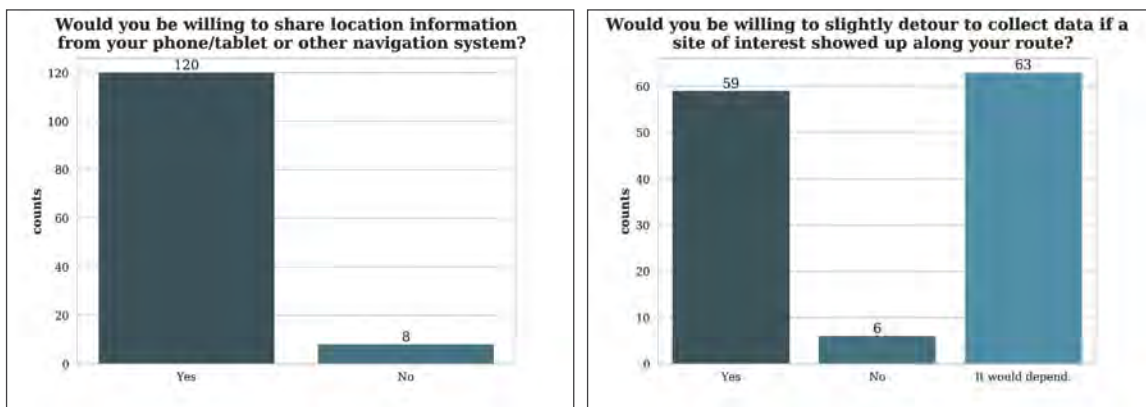 Would you be willing to share location information
from your phone/tablet or other navigation system?
120
120
100
80
60
40
20
0
counts
8
Yes
No
Would you be willing to slightly detour to collect data if a
site of interest showed up along your route?
63
59
60
50
40
30
20
10
0
counts
6
Yes
No
It would depend.